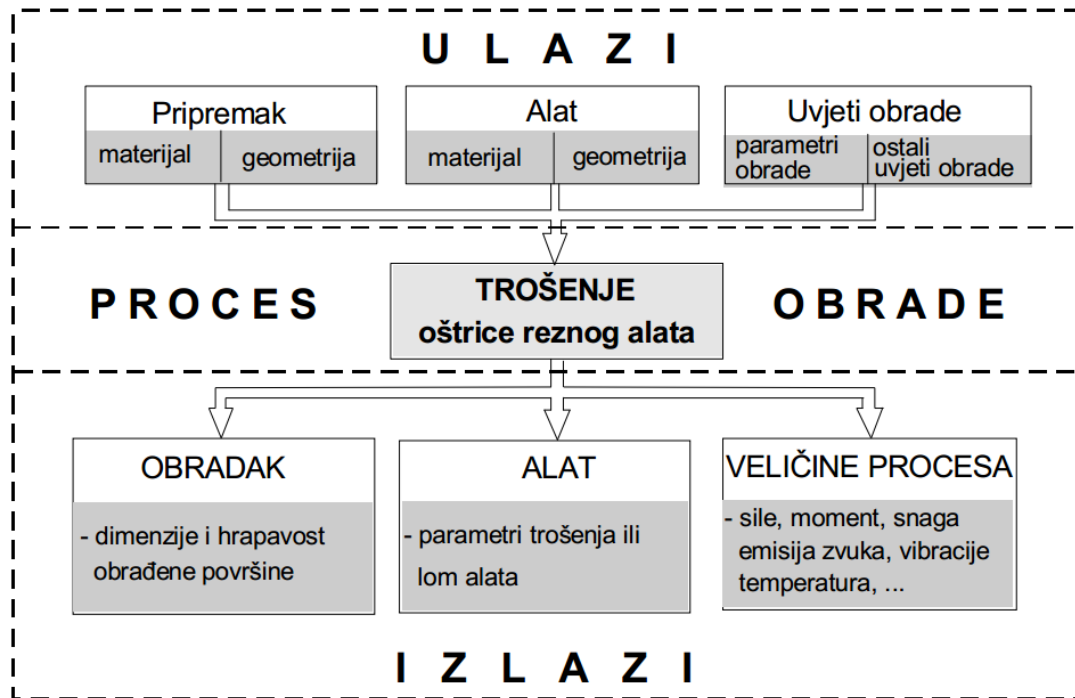 U L A Z I
Pripremak
materijal
geometrija
Alat
materijal
geometrija
Uvjeti obrade
parametri
obrade
ostali
uvjeti obrade
P R O C E S
TROŠENJE
oštrice reznog alata
O B R A D E
OBRADAK
- dimenzije i hrapavost
obrađene površine
ALAT
- parametri trošenja ili
lom alata
VELIČINE PROCESA
- sile, moment, snaga
emisija zvuka, vibracije
temperatura, ...
I Z L A Z I